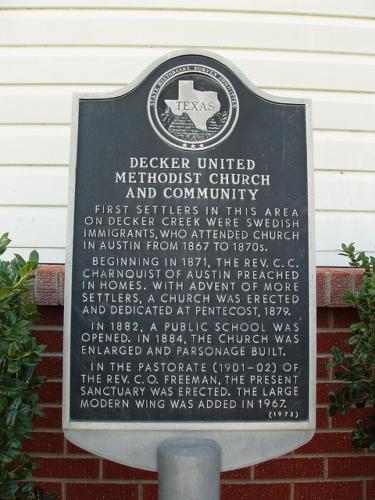 STATE HISTORICAL SURVEY COMMITTEE
TEXAS
DECKER UNITED
METHODIST CHURCH
AND COMMUNITY
FIRST SETTLERS IN THIS AREA
ON DECKER CREEK WERE SWEDISH
IMMIGRANTS, WHO ATTENDED CHURCH
IN AUSTIN FROM 1867 TO 1870s.
BEGINNING IN 1871, THE REV. C. C.
CHARNQUIST OF AUSTIN PREACHED
IN HOMES. WITH ADVENT OF MORE
SETTLERS, A CHURCH WAS ERECTED
AND DEDICATED AT PENTECOST, 1879.
IN 1882, A PUBLIC SCHOOL WAS
OPENED. IN 1884, THE CHURCH WAS
ENLARGED AND PARSONAGE BUILT.
IN THE PASTORATE (1901-02) OF
THE REV. C. O. FREEMAN, THE PRESENT
SANCTUARY WAS ERECTED. THE LARGE
MODERN WING WAS ADDED IN 1967.
(1973)